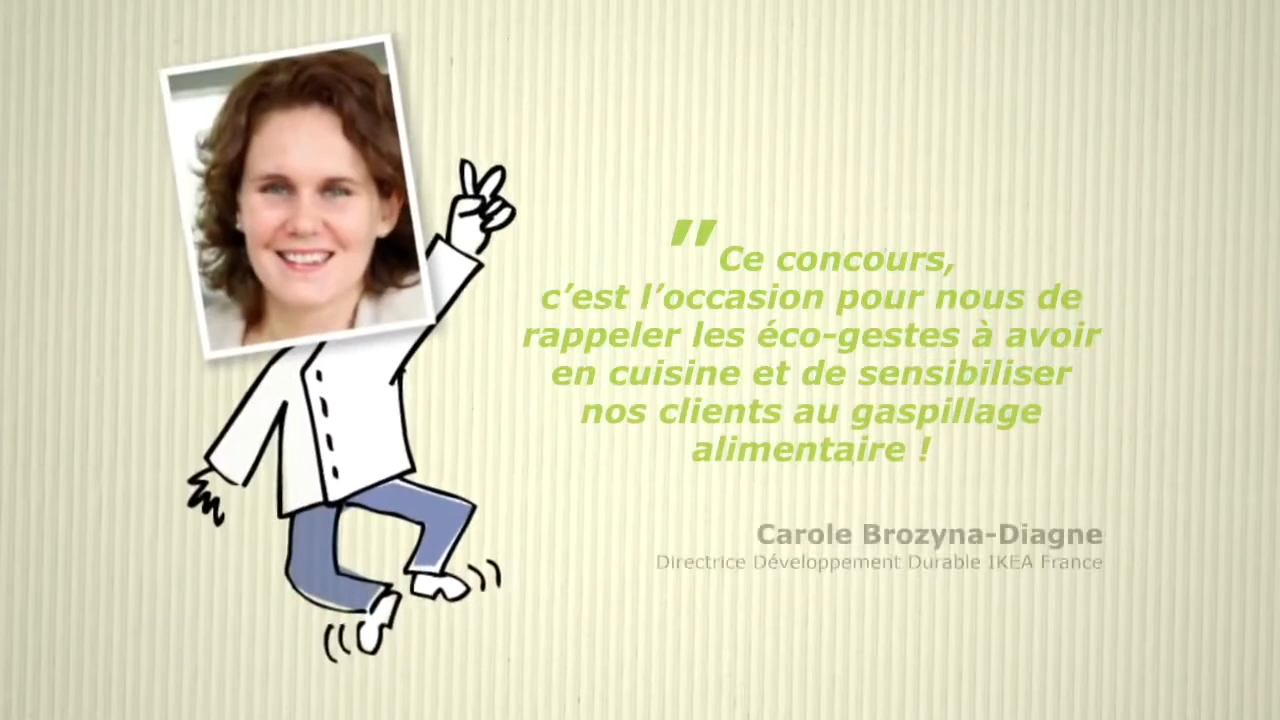 " Ce concours,
c'est l'occasion pour nous de
rappeler les éco-gestes à avoir
en cuisine et de sensibiliser
nos clients au gaspillage
alimentaire !
Carole Brozyna-Diagne
Directrice Développement Durable IKEA France